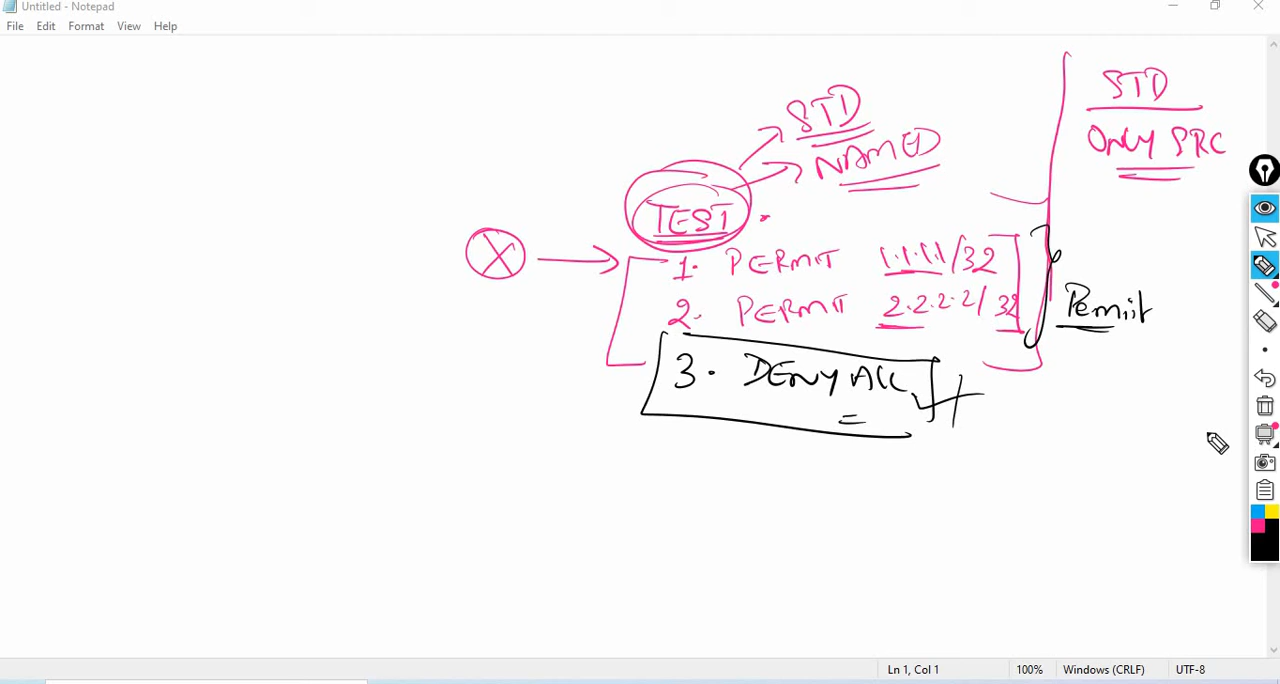 Untitled - Notepad
File Edit Format View Help
STD
ONLY SRC
STD
NAMED
TEST
1. PERMIT 1.1.1.1/32
2. PERMIT 2.2.2.2/32
Permit
3. DENY ALL
Ln 1, Col 1 100% Windows (CRLF) UTF-8